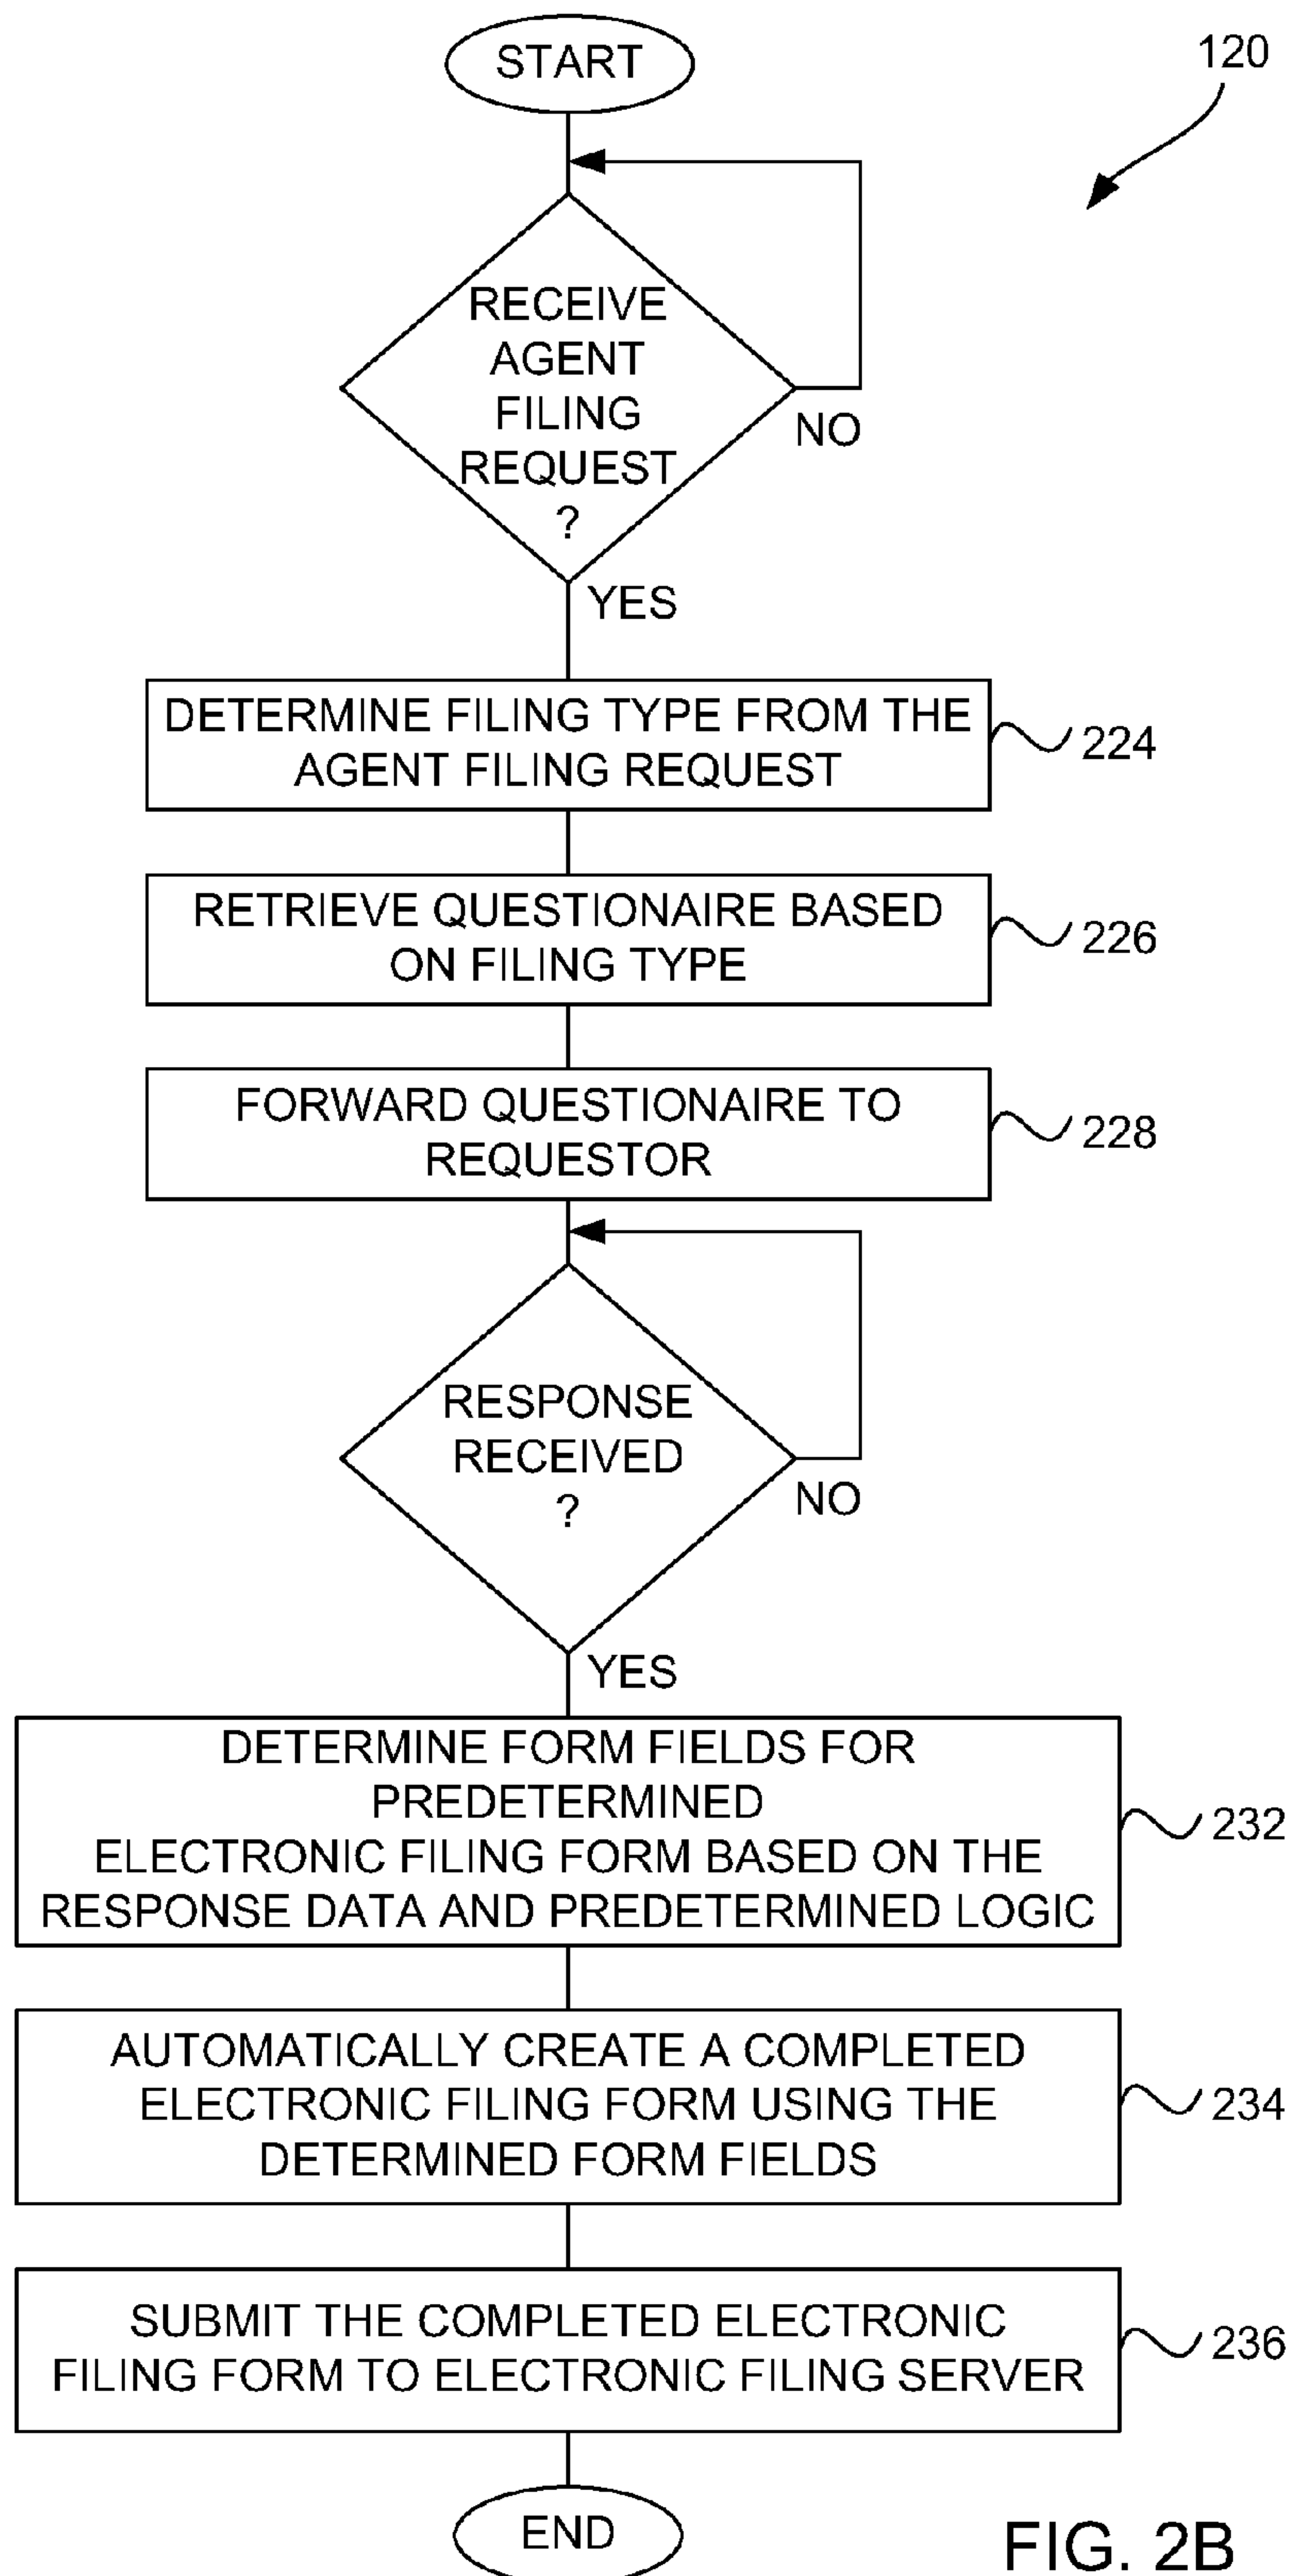 START
120
RECEIVE
AGENT
FILING
REQUEST
?
NO
YES
DETERMINE FILING TYPE FROM THE
AGENT FILING REQUEST
224
RETRIEVE QUESTIONAIRE BASED
ON FILING TYPE
226
FORWARD QUESTIONAIRE TO
REQUESTOR
228
RESPONSE
RECEIVED
?
NO
YES
DETERMINE FORM FIELDS FOR
PREDETERMINED
ELECTRONIC FILING FORM BASED ON THE
RESPONSE DATA AND PREDETERMINED LOGIC
232
AUTOMATICALLY CREATE A COMPLETED
ELECTRONIC FILING FORM USING THE
DETERMINED FORM FIELDS
234
SUBMIT THE COMPLETED ELECTRONIC
FILING FORM TO ELECTRONIC FILING SERVER
236
END
FIG. 2B